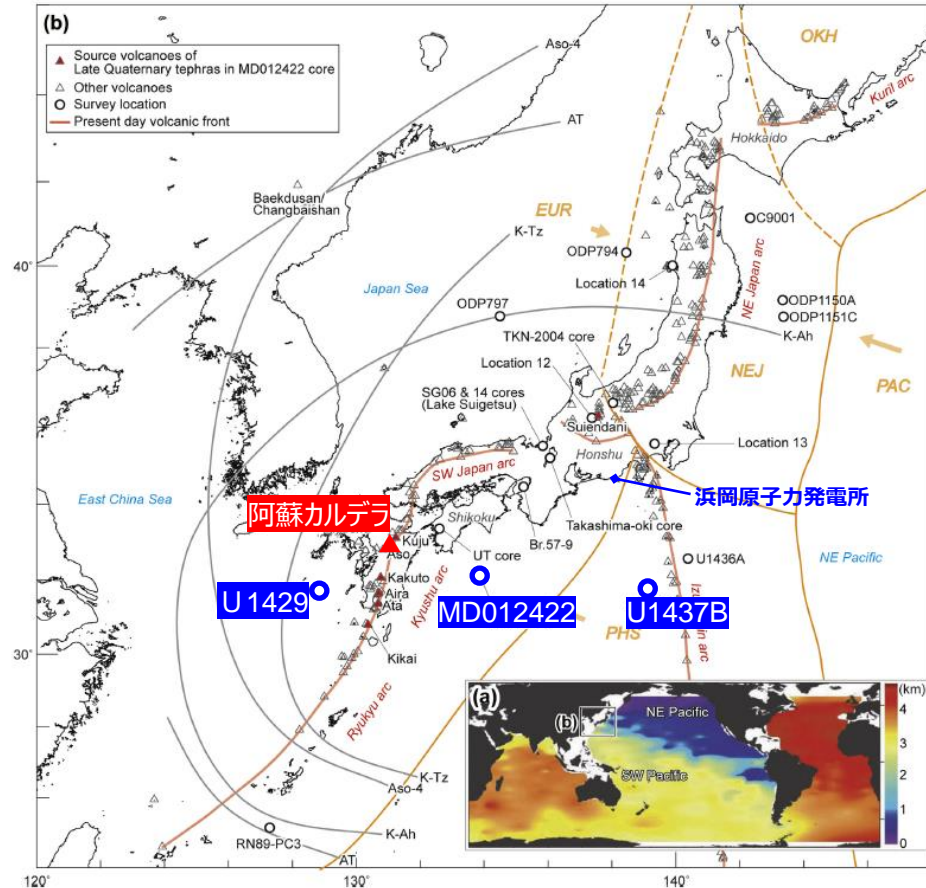 (b)
Source volcanoes of
Late Quaternary tephras in MD012422 core
Other volcanoes
Survey location
Present day volcanic front
Aso-4
AT
OKH
Kuril arc
Hokkaido
Baekdusan/
Changbaishan
EUR
K-Tz
C9001
ODP794
Location 14
NE Japan arc
40°
Japan Sea
ODP797
ODP1150A
ODP1151C
K-Ah
TKN-2004 core
Location 12
NEJ
PAC
SG06 & 14 cores
(Lake Suigetsu)
Suiendani
Location 13
Honshu
SW Japan arc
East China Sea
浜岡原子力発電所
阿蘇カルデラ
Shikoku
Takashima-oki core
Kuju
Aso
UT core
Br.57-9
U1436A
NE Pacific
Kakuto
Aira
Ata
Kyushu arc
U1429
MD012422
U1437B
Kikai
PHS
Izu
in arc
30°
Ryukyu arc
(a)
(km)
(b)
NE Pacific
4
3
SW Pacific
2
1
0
K-Tz
Aso-4
K-Ah
RN89-PC3
AT
120°
130°
140°